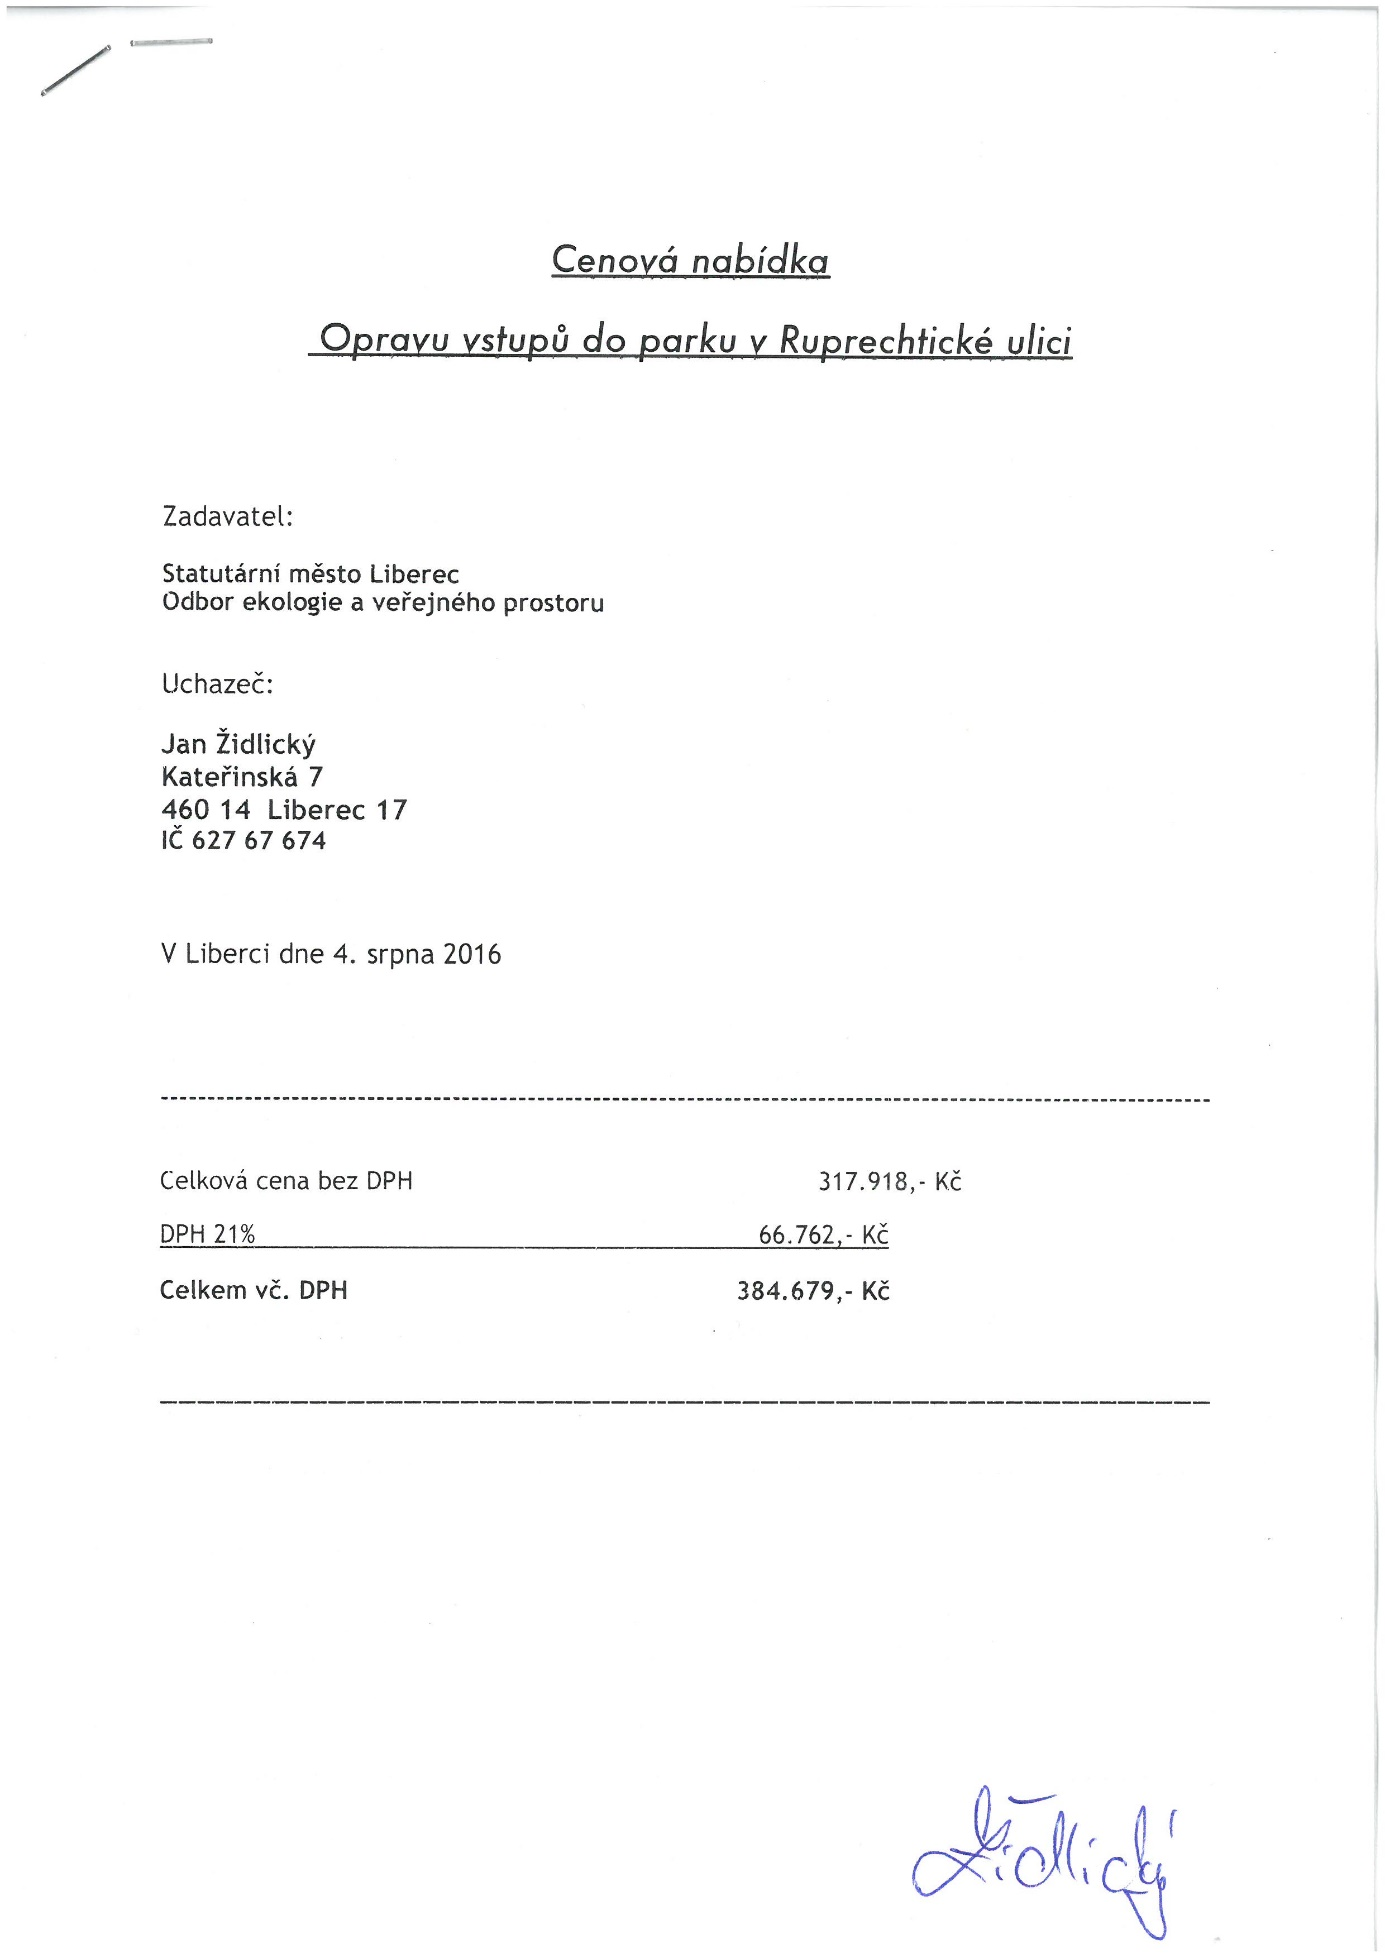 Cenová nabídka
Opravu vstupů do parku v Ruprechtické ulici
Zadavatel:
Statutární město Liberec
Odbor ekologie a veřejného prostoru
Uchazeč:
Jan Židlický
Kateřinská 7
460 14 Liberec 17
IČ 627 67 674
V Liberci dne 4. srpna 2016
Celková cena bez DPH 317.918,- Kč
DPH 21% 66.762,- Kč
Celkem vč. DPH 384.679,- Kč
Židlický